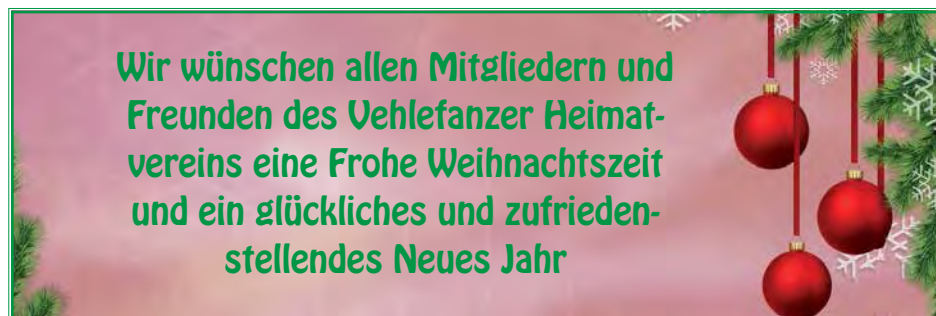 Wir wünschen allen Mitgliedern und
Freunden des Vehlefanzer Heimat-
vereins eine Frohe Weihnachtszeit
und ein glückliches und zufrieden-
stellendes Neues Jahr